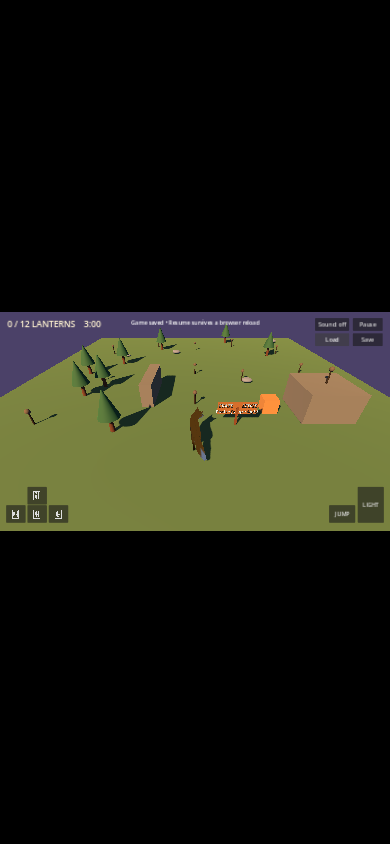 0 / 12 LANTERNS 3:00
Game saved • Resume survives a browser reload
Sound off
Pause
Load
Save
LIGHT
JUMP